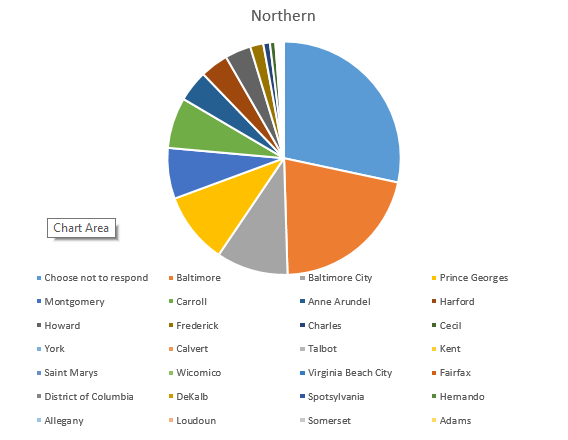 Northern
Chart Area
Choose not to respond Baltimore Baltimore City Prince Georges
Montgomery Carroll Anne Arundel Harford
Howard Frederick Charles Cecil
York Calvert Talbot Kent
Saint Marys Wicomico Virginia Beach City Fairfax
District of Columbia DeKalb Spotsylvania Hernando
Allegany Loudoun Somerset Adams